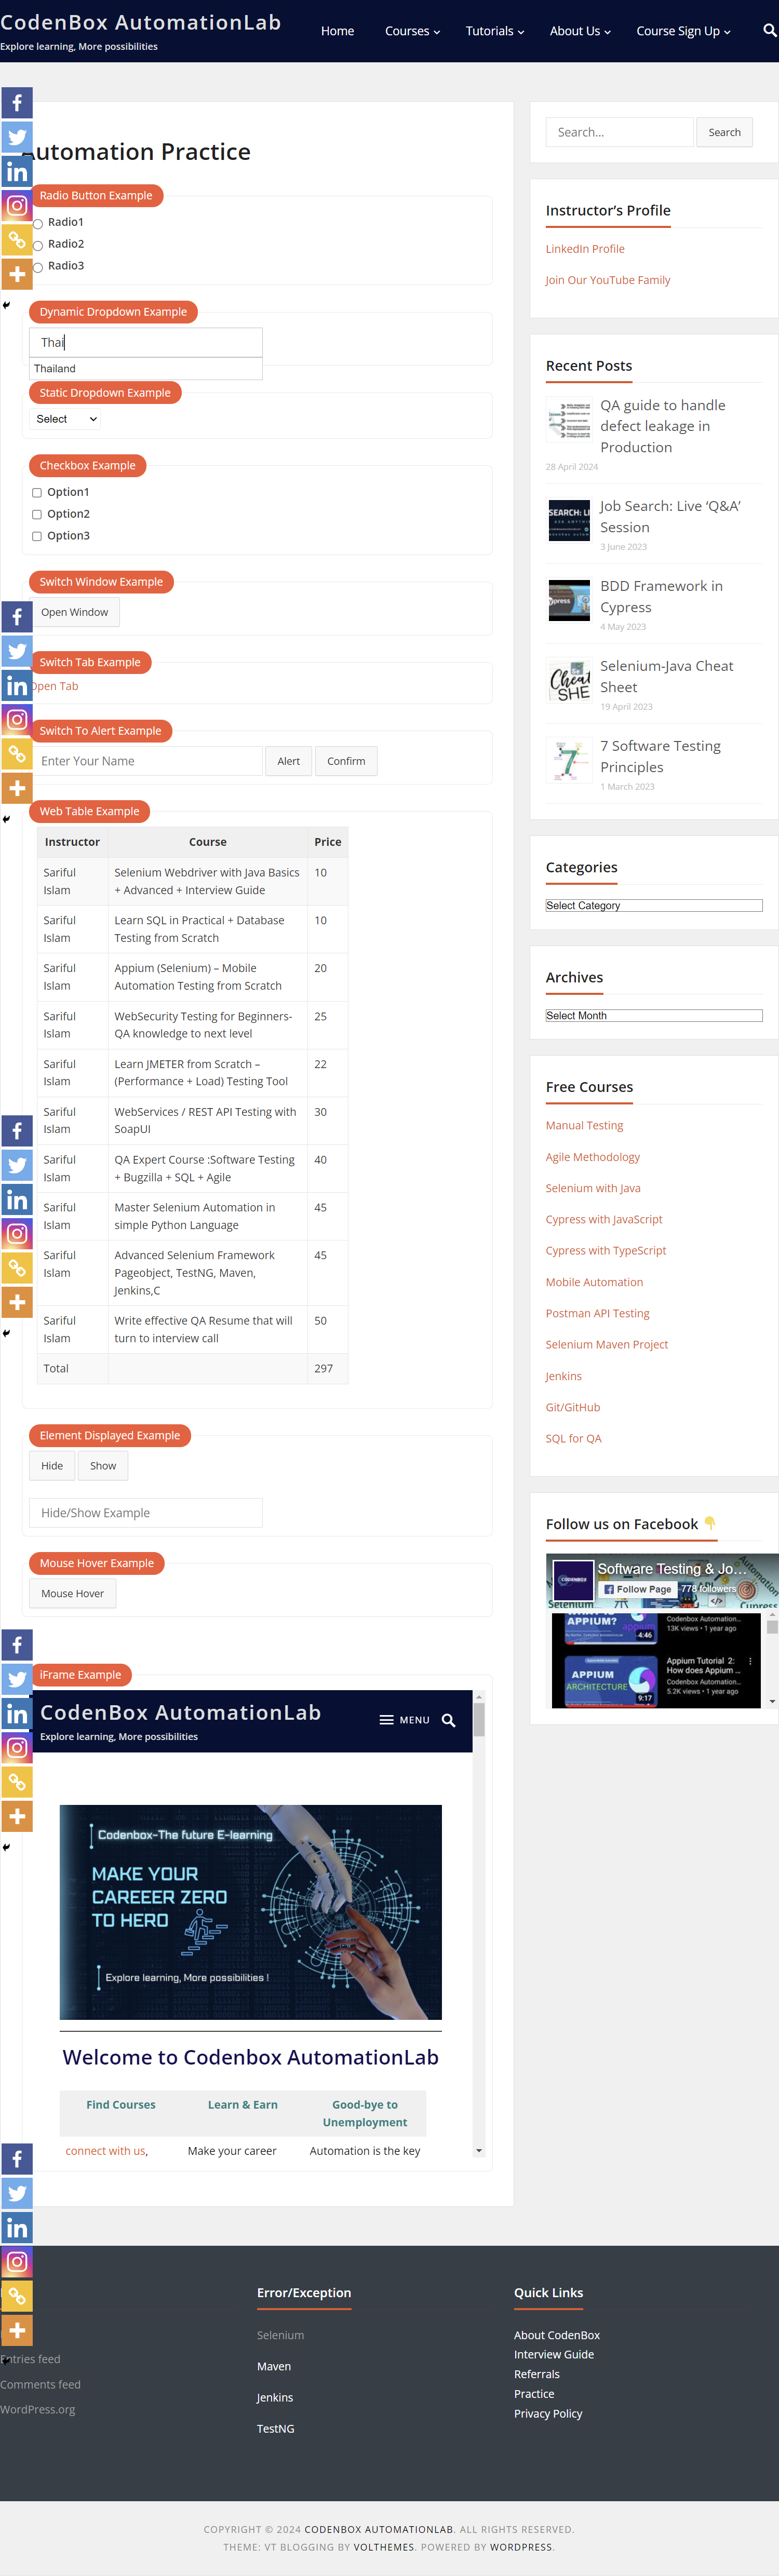 CodenBox AutomationLab
Explore learning, More possibilities
Home
Courses
Tutorials
About Us
Course Sign Up
Automation Practice
Radio Button Example
Radio1
Radio2
Radio3
Dynamic Dropdown Example
Thai
Thailand
Static Dropdown Example
Select
Checkbox Example
Option1
Option2
Option3
Switch Window Example
Open Window
Switch Tab Example
Open Tab
Switch To Alert Example
Enter Your Name
Alert
Confirm
Web Table Example
Instructor Course Price
Sariful Selenium Webdriver with Java Basics 10
Islam + Advanced + Interview Guide
Sariful Learn SQL in Practical + Database 10
Islam Testing from Scratch
Sariful Appium (Selenium) – Mobile 20
Islam Automation Testing from Scratch
Sariful WebSecurity Testing for Beginners- 25
Islam QA knowledge to next level
Sariful Learn JMETER from Scratch – 22
Islam (Performance + Load) Testing Tool
Sariful WebServices / REST API Testing with 30
Islam SoapUI
Sariful QA Expert Course :Software Testing 40
Islam + Bugzilla + SQL + Agile
Sariful Master Selenium Automation in 45
Islam simple Python Language
Sariful Advanced Selenium Framework 45
Islam Pageobject, TestNG, Maven,
Jenkins,C
Sariful Write effective QA Resume that will 50
Islam turn to interview call
Total 297
Element Displayed Example
Hide
Show
Hide/Show Example
Mouse Hover Example
Mouse Hover
iFrame Example
CodenBox AutomationLab
Explore learning, More possibilities
MENU
Codenbox-The future E-learning
MAKE YOUR
CAREEER ZERO
TO HERO
Explore learning, More possibilities !
Welcome to Codenbox AutomationLab
Find Courses Learn & Earn Good-bye to
Unemployment
connect with us, Make your career Automation is the key
Search...
Search
Instructor's Profile
LinkedIn Profile
Join Our YouTube Family
Recent Posts
QA guide to handle
defect leakage in
Production
28 April 2024
Job Search: Live ‘Q&A’
Session
3 June 2023
BDD Framework in
Cypress
4 May 2023
Selenium-Java Cheat
Sheet
19 April 2023
7 Software Testing
Principles
1 March 2023
Categories
Select Category
Archives
Select Month
Free Courses
Manual Testing
Agile Methodology
Selenium with Java
Cypress with JavaScript
Cypress with TypeScript
Mobile Automation
Postman API Testing
Selenium Maven Project
Jenkins
Git/GitHub
SQL for QA
Follow us on Facebook
Software Testing & Jo...
Follow Page
778 followers
APPIUM?
4:46
Codenbox Automation...
13K views • 1 year ago
APPIUM
ARCHITECTURE
9:17
Appium Tutorial 2:
How does Appium ...
Codenbox Automation...
5.2K views • 1 year ago
Entries feed
Comments feed
WordPress.org
Error/Exception
Selenium
Maven
Jenkins
TestNG
Quick Links
About CodenBox
Interview Guide
Referrals
Practice
Privacy Policy
COPYRIGHT © 2024 CODENBOX AUTOMATIONLAB. ALL RIGHTS RESERVED.
THEME: VT BLOGGING BY VOLTHEMES. POWERED BY WORDPRESS.